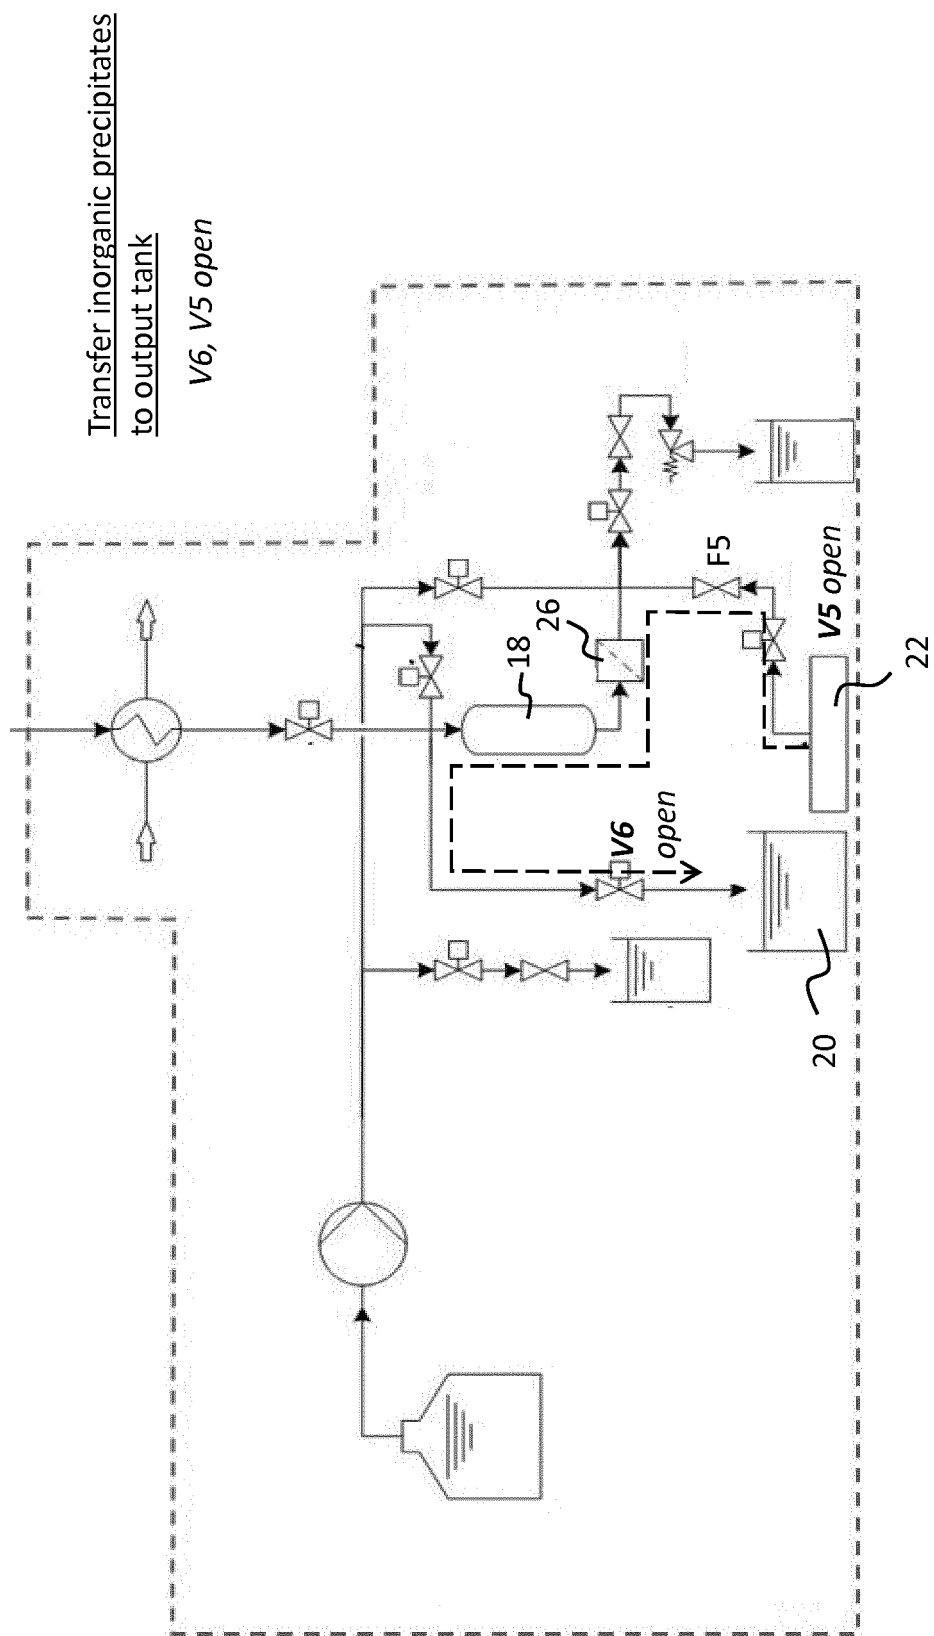 Transfer inorganic precipitates
to output tank
V6, V5 open
F5
26
18
V5 open
22
V6
open
20